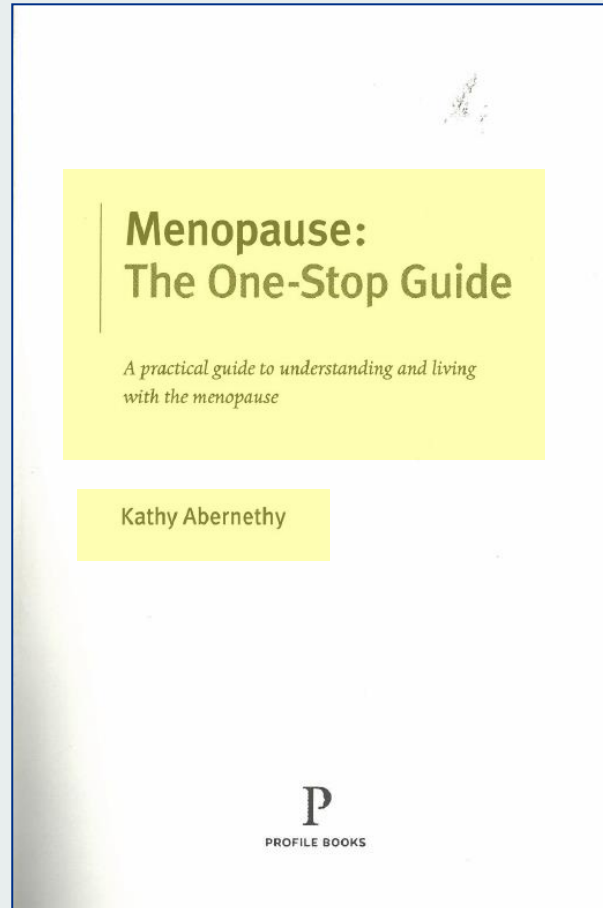 Menopause:
The One-Stop Guide
A practical guide to understanding and living
with the menopause
Kathy Abernethy
P
PROFILE BOOKS